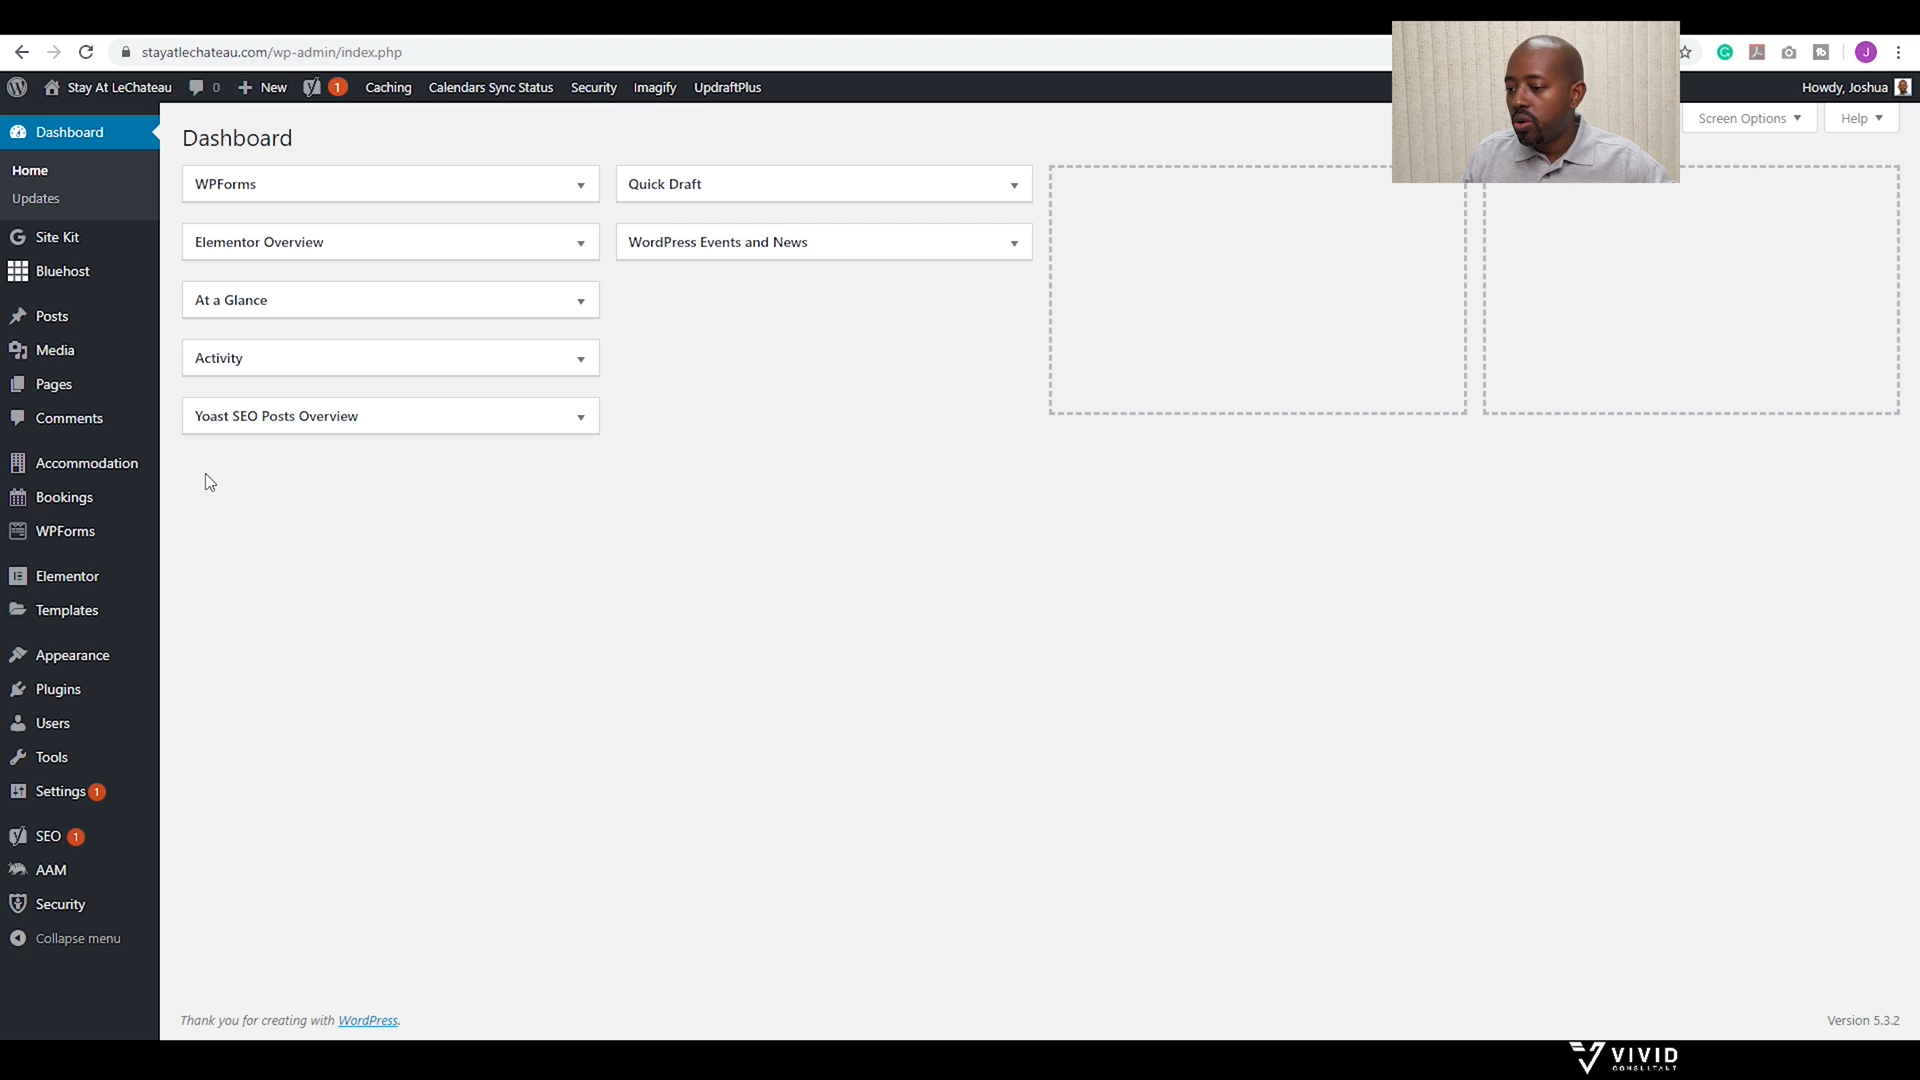 stayatlechateau.com/wp-admin/index.php
J
Stay At LeChateau 0 New 1 Caching Calendars Sync Status Security Imagify UpdraftPlus
Howdy, Joshua
Dashboard
Home
Updates
Site Kit
Bluehost
Posts
Media
Pages
Comments
Accommodation
Bookings
WPForms
Elementor
Templates
Appearance
Plugins
Users
Tools
Settings 1
SEO 1
AAM
Security
Collapse menu
Dashboard
Screen Options
Help
WPForms
Elementor Overview
At a Glance
Activity
Yoast SEO Posts Overview
Quick Draft
WordPress Events and News
Thank you for creating with WordPress.
Version 5.3.2
VIVID
CONSULTANT